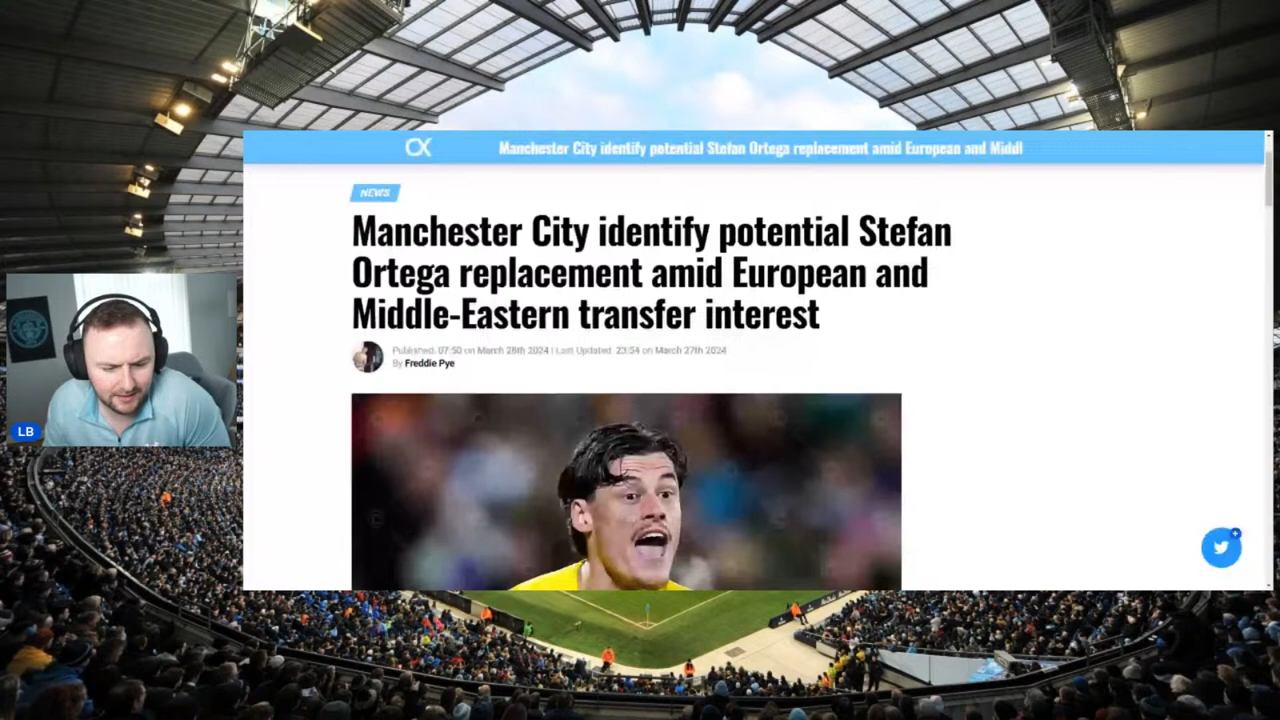 Manchester City identify potential Stefan Ortega replacement amid European and Middl
NEWS
Manchester City identify potential Stefan
Ortega replacement amid European and
Middle-Eastern transfer interest
Published: 07:50 on March 28th 2024 | Last Updated: 23:54 on March 27th 2024
By Freddie Pye
LB